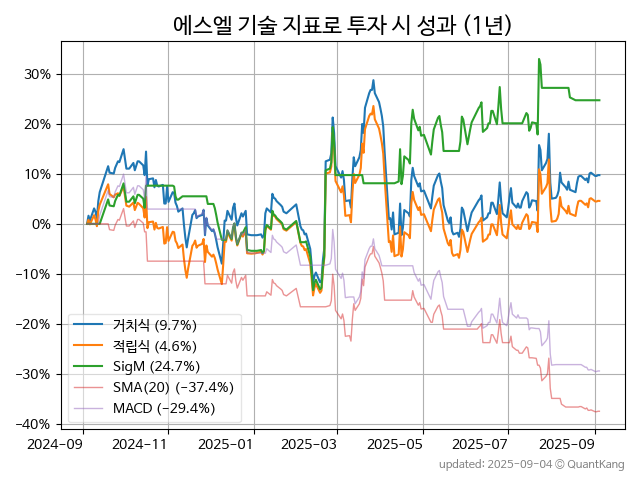 에스엘 기술 지표로 투자 시 성과 (1년)
30%
20%
10%
0%
−10%
−20%
−30%
−40%
거치식 (9.7%)
적립식 (4.6%)
SigM (24.7%)
SMA(20) (−37.4%)
MACD (−29.4%)
2024-09 2024-11 2025-01 2025-03 2025-05 2025-07 2025-09
updated: 2025-09-04 © QuantKang